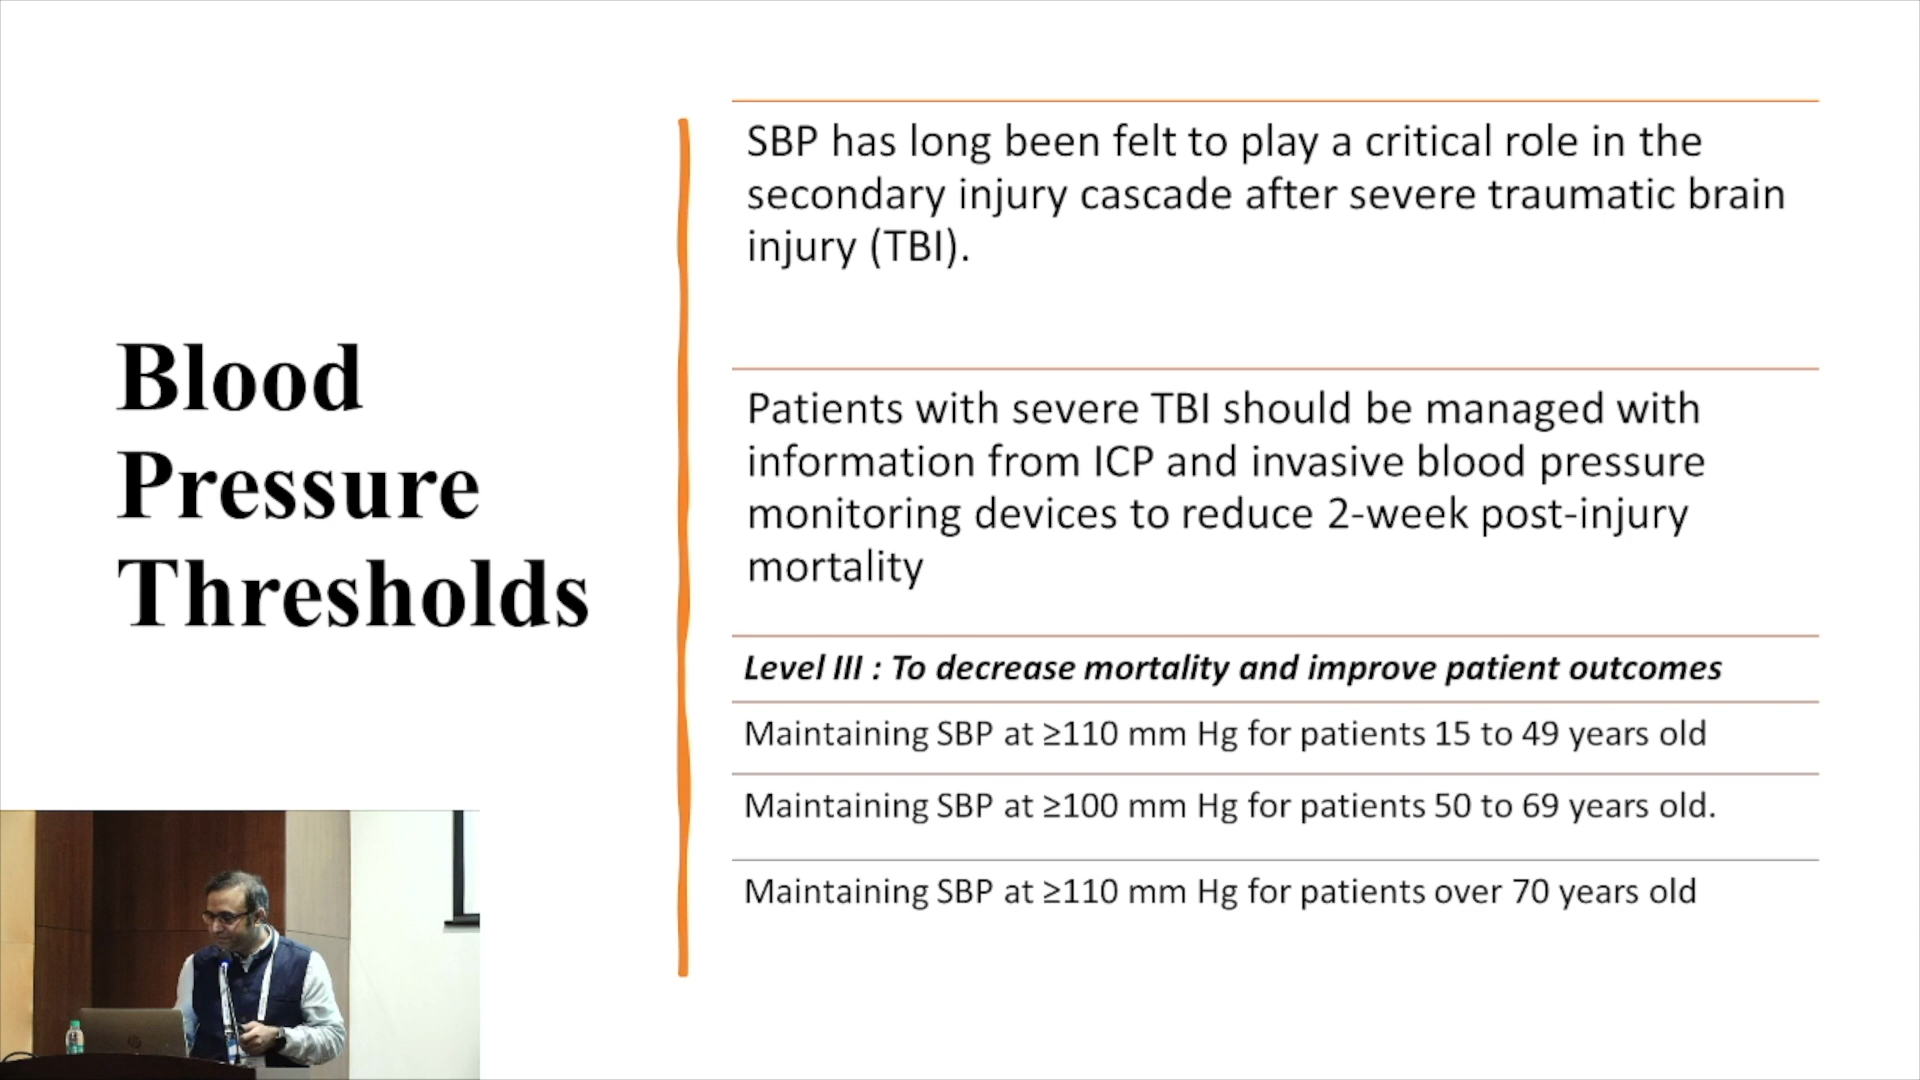 Blood
Pressure
Thresholds
SBP has long been felt to play a critical role in the
secondary injury cascade after severe traumatic brain
injury (TBI).
Patients with severe TBI should be managed with
information from ICP and invasive blood pressure
monitoring devices to reduce 2-week post-injury
mortality
Level III : To decrease mortality and improve patient outcomes
Maintaining SBP at ≥110 mm Hg for patients 15 to 49 years old
Maintaining SBP at ≥100 mm Hg for patients 50 to 69 years old.
Maintaining SBP at ≥110 mm Hg for patients over 70 years old